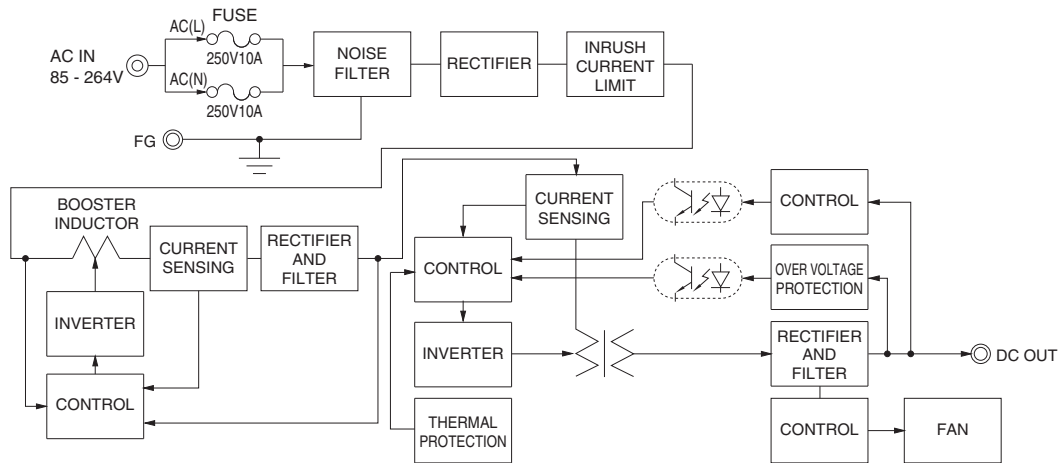 FUSE
AC(L)
250V10A
AC IN
85 - 264V
AC(N)
250V10A
NOISE
FILTER
RECTIFIER
INRUSH
CURRENT
LIMIT
FG
BOOSTER
INDUCTOR
CURRENT
SENSING
RECTIFIER
AND
FILTER
INVERTER
CONTROL
CURRENT
SENSING
CONTROL
INVERTER
THERMAL
PROTECTION
CONTROL
OVER VOLTAGE
PROTECTION
RECTIFIER
AND
FILTER
DC OUT
CONTROL
FAN